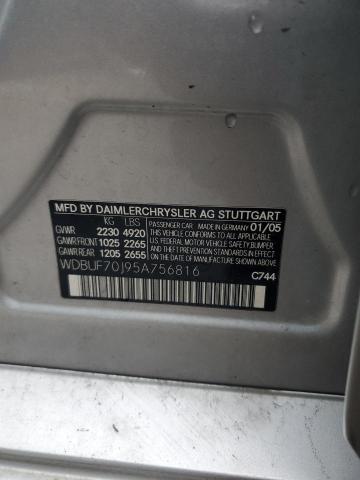 MFD BY DAIMLERCHRYSLER AG STUTTGART
KG LBS PASSENGER CAR MADE IN GERMANY 01/05
GVWR 2230 4920 THIS VEHICLE CONFORMS TO ALL APPLICABLE
GAWR FRONT 1025 2265 U.S. FEDERAL MOTOR VEHICLE SAFETY, BUMPER,
GAWR REAR 1205 2655 AND THEFT PREVENTION STANDARDS IN
EFFECT ON THE DATE OF MANUFACTURE SHOWN ABOVE.
WDBUF70J95A756816 C744